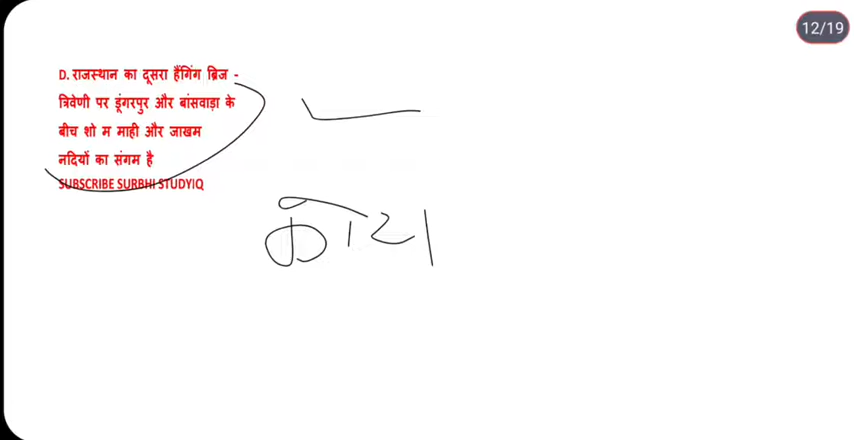 12/19
D. राजस्थान का दूसरा हैंगिंग ब्रिज -
त्रिवेणी पर डूंगरपुर और बांसवाड़ा के
बीच शो म माही और जाखम
नदियों का संगम है
SUBSCRIBE SURBHI STUDYIQ